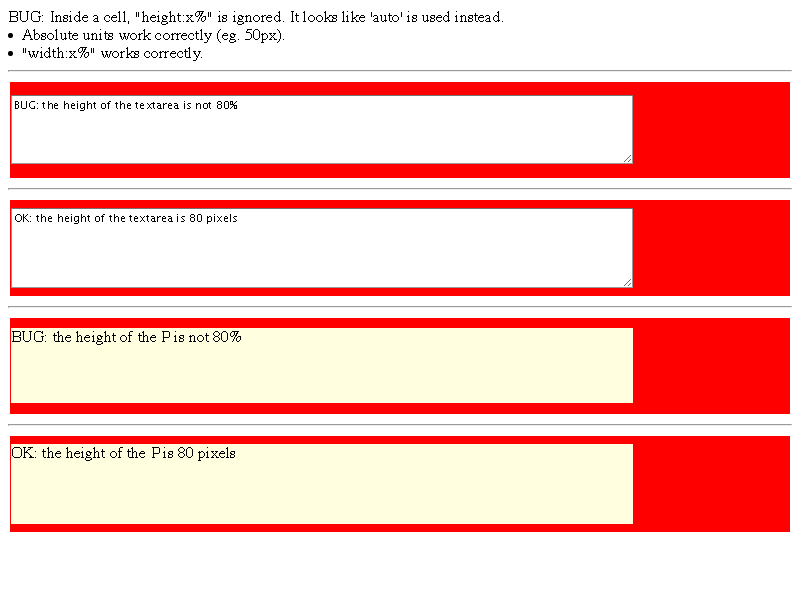 BUG: Inside a cell, "height:x%" is ignored. It looks like 'auto' is used instead.
• Absolute units work correctly (eg. 50px).
• "width:x%" works correctly.
BUG: the height of the textarea is not 80%
OK: the height of the textarea is 80 pixels
BUG: the height of the P is not 80%
OK: the height of the P is 80 pixels